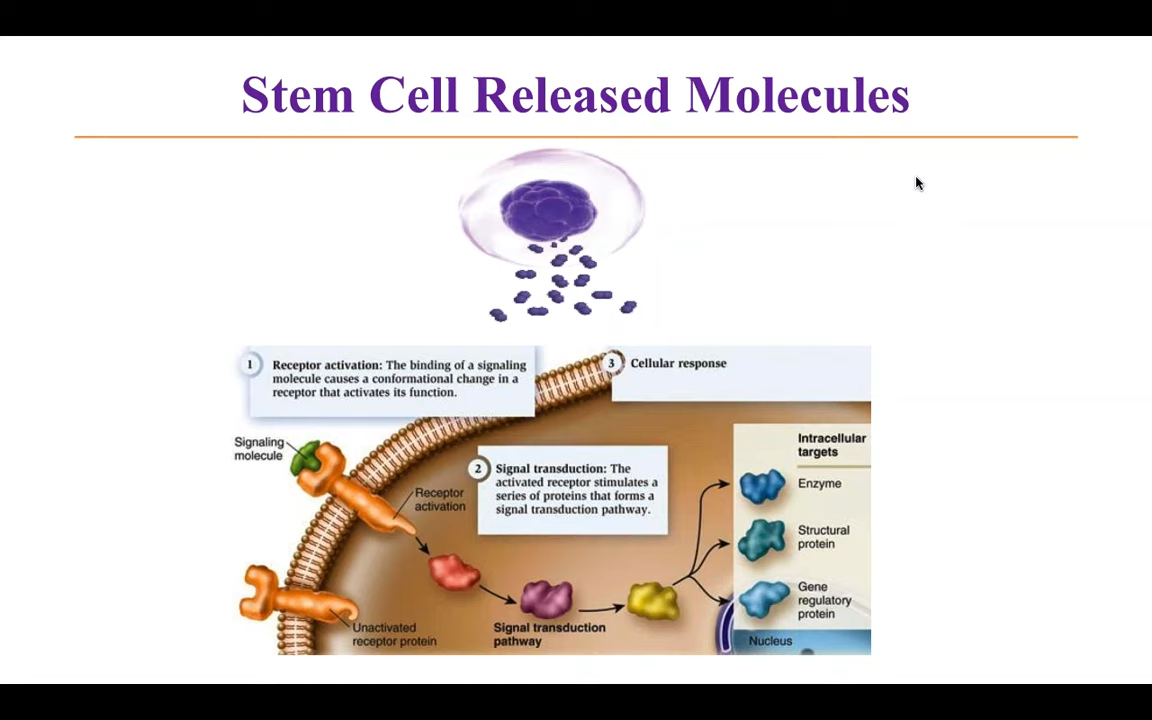 Stem Cell Released Molecules
1
Receptor activation: The binding of a signaling
molecule causes a conformational change in a
receptor that activates its function.
3
Cellular response
Signaling
molecule
Receptor
activation
2
Signal transduction: The
activated receptor stimulates a
series of proteins that forms a
signal transduction pathway.
Intracellular
targets
Enzyme
Structural
protein
Gene
regulatory
protein
Unactivated
receptor protein
Signal transduction
pathway
Nucleus